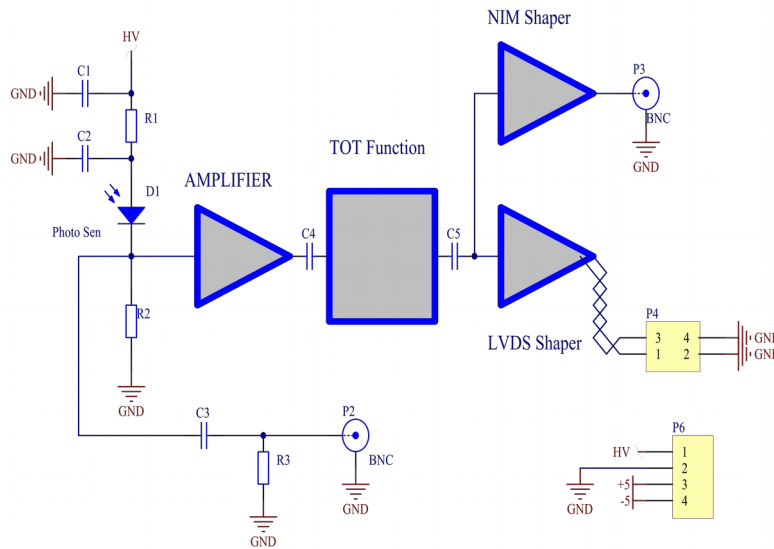 NIM Shaper
HV
C1
GND
P3
R1
BNC
C2
GND
TOT Function
GND
AMPLIFIER
D1
Photo Sen
C4
C5
R2
P4
LVDS Shaper
3 4 GND
1 2 GND
GND
C3
P2
P6
R3
BNC
HV 1
2
+5 3
-5 4
GND
GND
GND